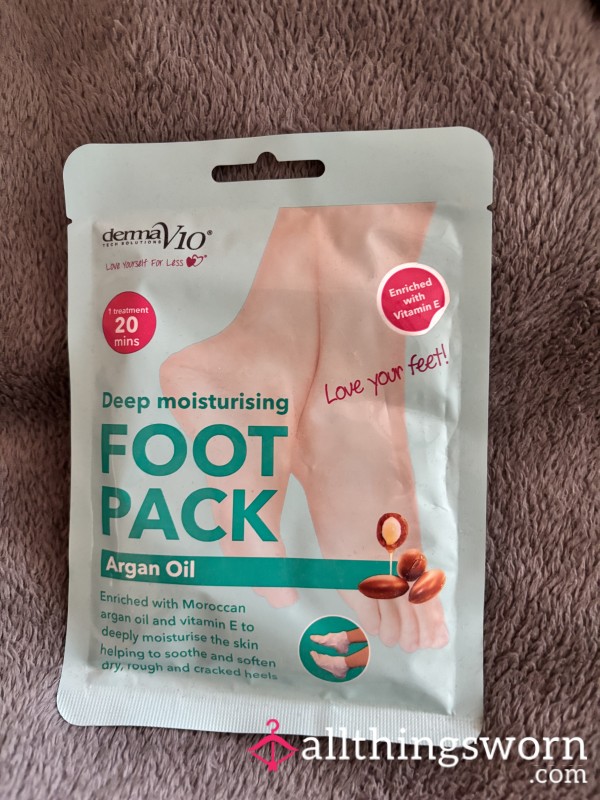 derma V10®
TECH SOLUTIONS
Love Yourself For Less
1 treatment
20
mins
Enriched
with
Vitamin E
Love your feet!
Deep moisturising
FOOT
PACK
Argan Oil
Enriched with Moroccan
argan oil and vitamin E to
deeply moisturise the skin
helping to soothe and soften
dry, rough and cracked heels
allthingsworn
.com